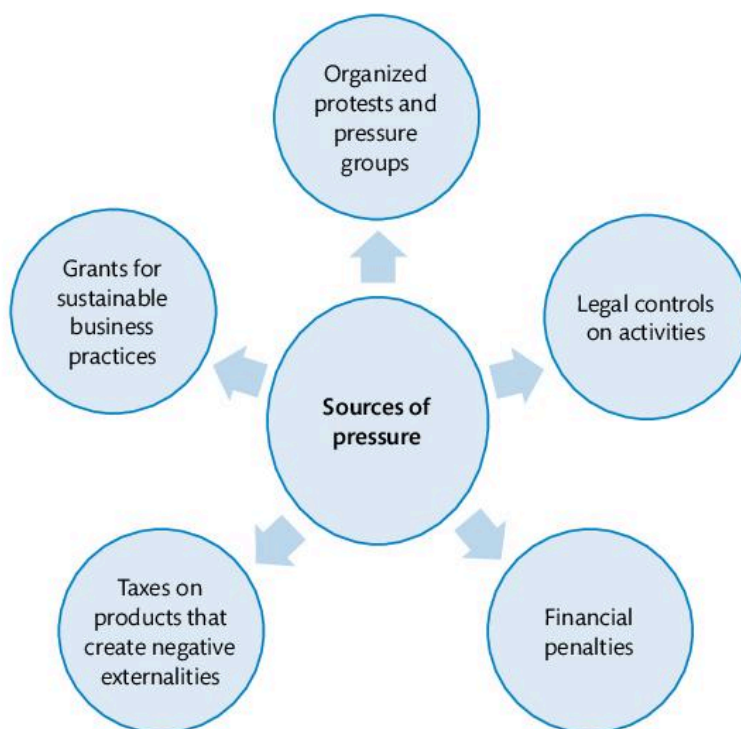 Organized
protests and
pressure
groups
Grants for
sustainable
business
practices
Legal controls
on activities
Sources of
pressure
Taxes on
products that
create negative
externalities
Financial
penalties